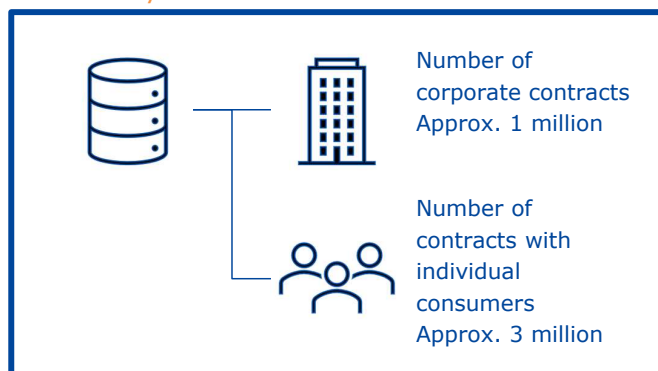 Number of
corporate contracts
Approx. 1 million
Number of
contracts with
individual
consumers
Approx. 3 million